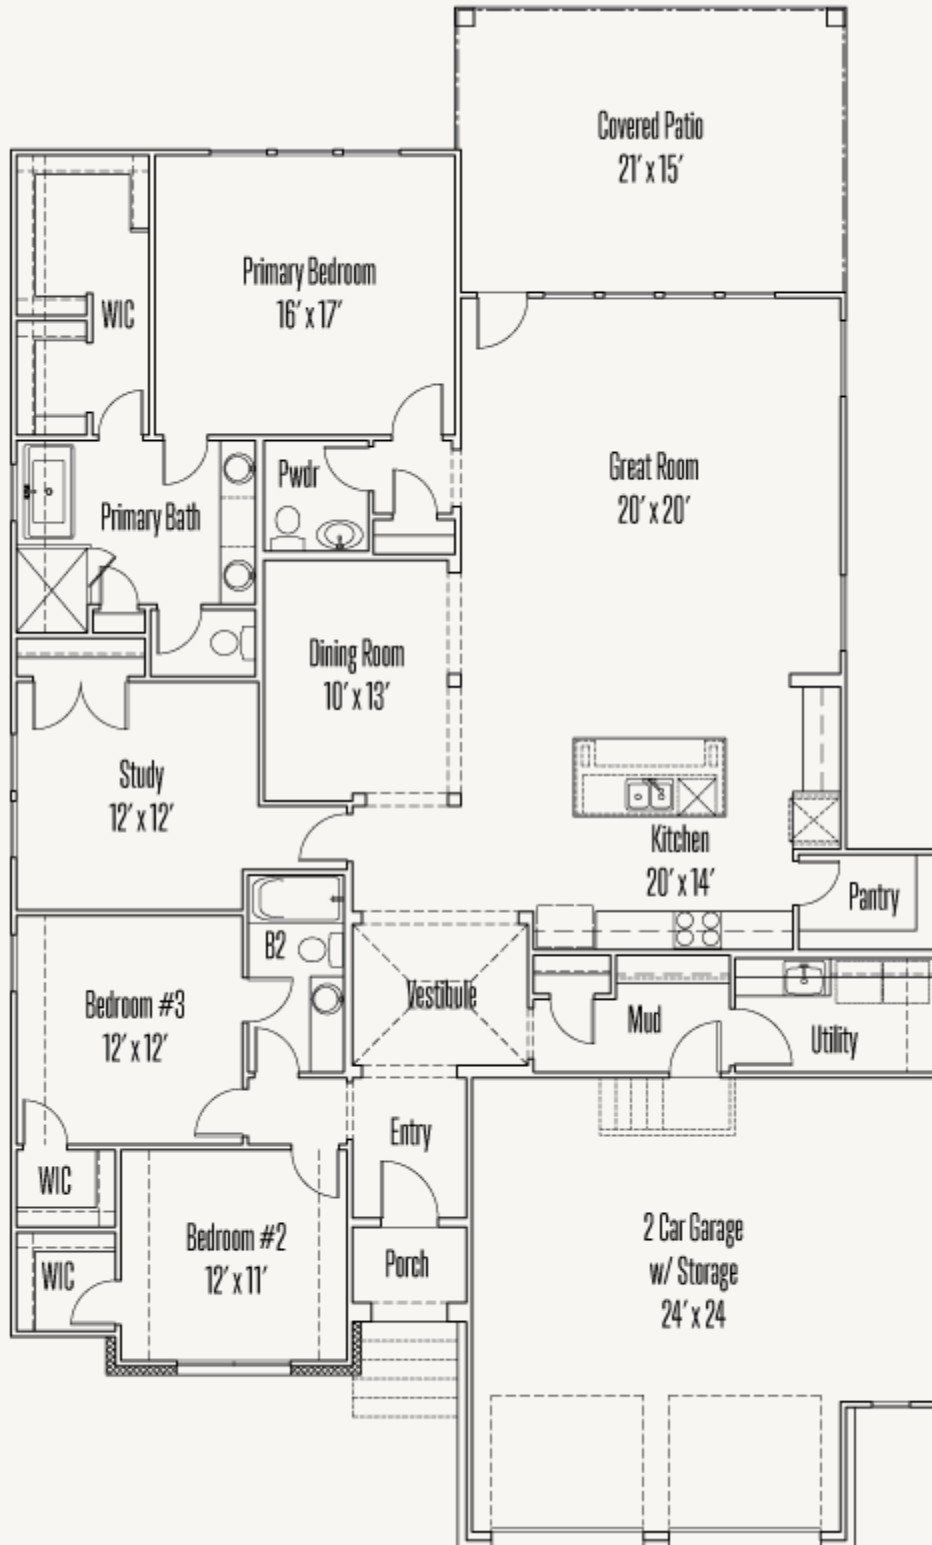 Covered Patio
21' x 15'
Primary Bedroom
16' x 17'
WIC
Great Room
20' x 20'
Pwdr
Primary Bath
Dining Room
10' x 13'
Study
12' x 12'
Kitchen
20' x 14'
Pantry
B2
Vestibule
Bedroom #3
12' x 12'
Mud
Utility
Entry
WIC
Bedroom #2
12' x 11'
Porch
WIC
2 Car Garage
w/ Storage
24' x 24